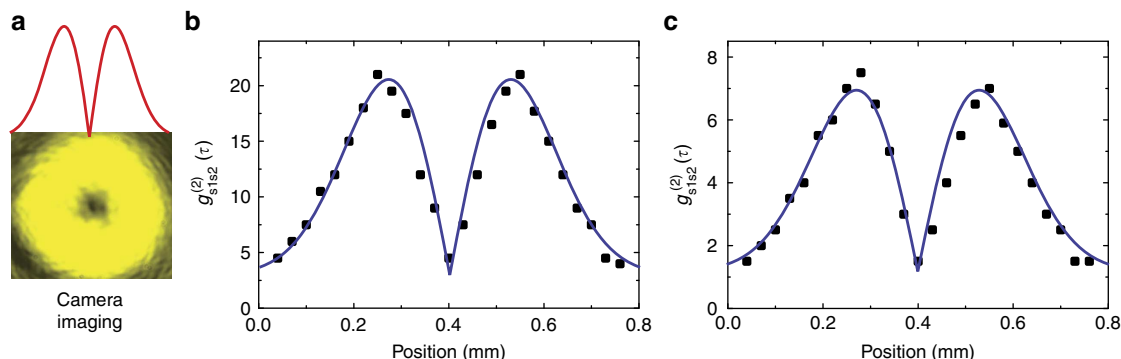 a
Camera
imaging
b
g(2)s1s2 (τ)
20
15
10
5
0
0.0 0.2 0.4 0.6 0.8
Position (mm)
c
g(2)s1s2 (τ)
8
6
4
2
0
0.0 0.2 0.4 0.6 0.8
Position (mm)